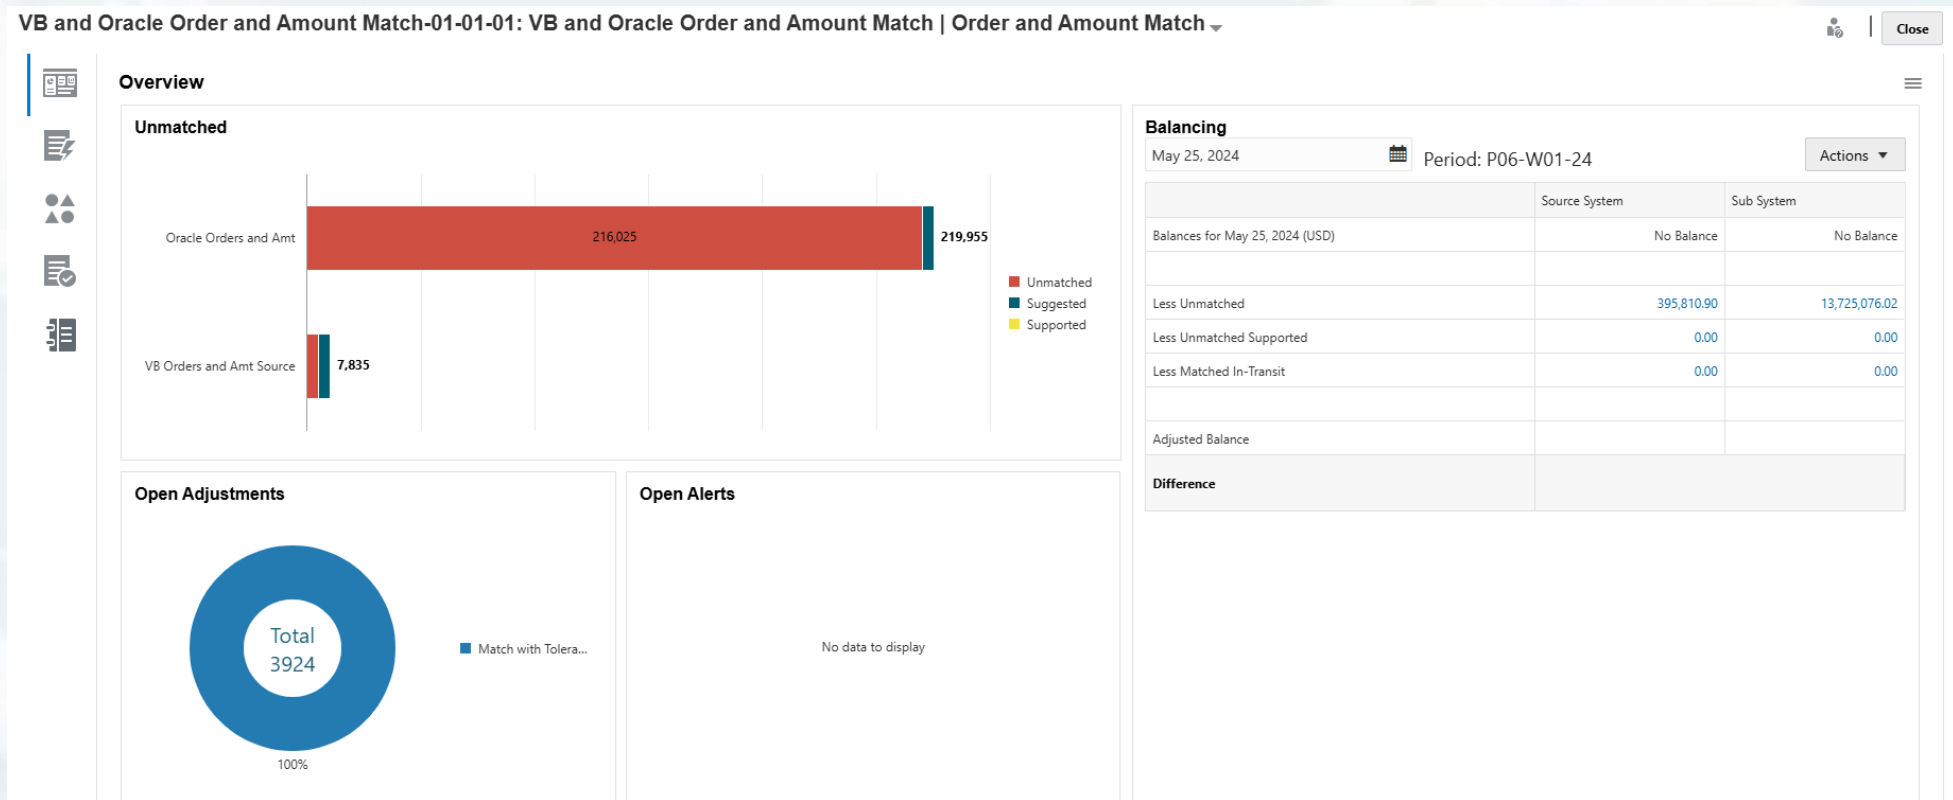 VB and Oracle Order and Amount Match-01-01-01: VB and Oracle Order and Amount Match | Order and Amount Match
Close
Overview
Unmatched
Oracle Orders and Amt
216,025
219,955
VB Orders and Amt Source
7,835
Unmatched
Suggested
Supported
Balancing
May 25, 2024
Period: P06-W01-24
Actions
Source System Sub System
Balances for May 25, 2024 (USD) No Balance No Balance
Less Unmatched 395,810.90 13,725,076.02
Less Unmatched Supported 0.00 0.00
Less Matched In-Transit 0.00 0.00
Adjusted Balance
Difference
Open Adjustments
Total
3924
100%
Match with Tolera...
Open Alerts
No data to display